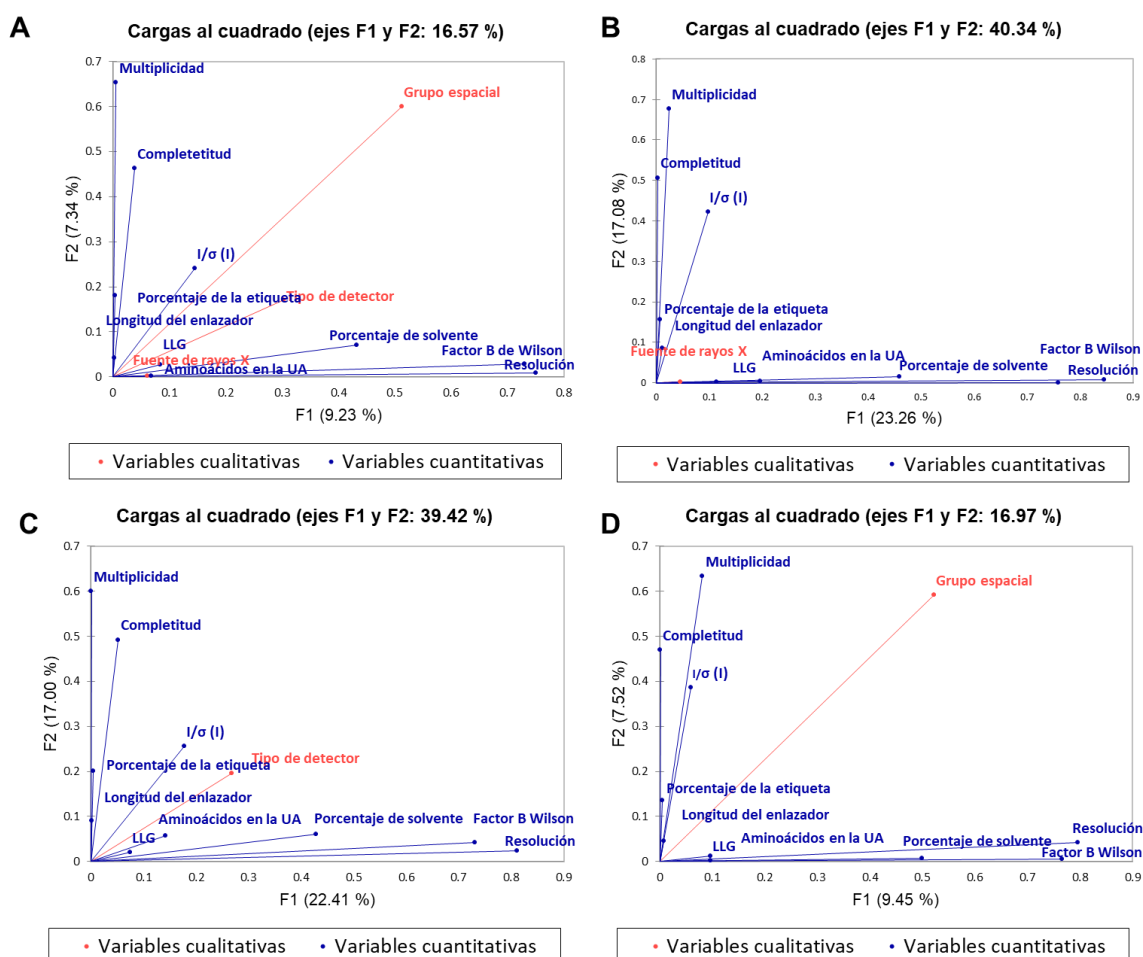 A
Cargas al cuadrado (ejes F1 y F2: 16.57 %)
0.7
0.6
0.5
0.4
0.3
0.2
0.1
0
F2 (7.34 %)
Multiplicidad
Grupo espacial
Completetitud
I/σ (I)
Porcentaje de la etiqueta
Tipo de detector
Longitud del enlazador
Porcentaje de solvente
LLG
Factor B de Wilson
Fuente de rayos X
Resolución
Aminoácidos en la UA
0 0.1 0.2 0.3 0.4 0.5 0.6 0.7 0.8
F1 (9.23 %)
Variables cualitativas Variables cuantitativas
B
Cargas al cuadrado (ejes F1 y F2: 40.34 %)
0.8
0.7
0.6
0.5
0.4
0.3
0.2
0.1
0
F2 (17.08 %)
Multiplicidad
Completitud
I/σ (I)
Porcentaje de la etiqueta
Longitud del enlazador
Fuente de rayos X
Factor B Wilson
Aminoácidos en la UA
LLG
Porcentaje de solvente
Resolución
0 0.1 0.2 0.3 0.4 0.5 0.6 0.7 0.8 0.9
F1 (23.26 %)
Variables cualitativas Variables cuantitativas
C
Cargas al cuadrado (ejes F1 y F2: 39.42 %)
0.7
0.6
0.5
0.4
0.3
0.2
0.1
0
F2 (17.00 %)
Multiplicidad
Completitud
I/σ (I)
Tipo de detector
Porcentaje de la etiqueta
Longitud del enlazador
Aminoácidos en la UA
Porcentaje de solvente
Factor B Wilson
LLG
Resolución
0 0.1 0.2 0.3 0.4 0.5 0.6 0.7 0.8 0.9
F1 (22.41 %)
Variables cualitativas Variables cuantitativas
D
Cargas al cuadrado (ejes F1 y F2: 16.97 %)
0.7
0.6
0.5
0.4
0.3
0.2
0.1
0
F2 (7.52 %)
Multiplicidad
Grupo espacial
Completitud
I/σ (I)
Porcentaje de la etiqueta
Longitud del enlazador
Resolución
Aminoácidos en la UA
Porcentaje de solvente
LLG
Factor B Wilson
0 0.1 0.2 0.3 0.4 0.5 0.6 0.7 0.8 0.9
F1 (9.45 %)
Variables cualitativas Variables cuantitativas